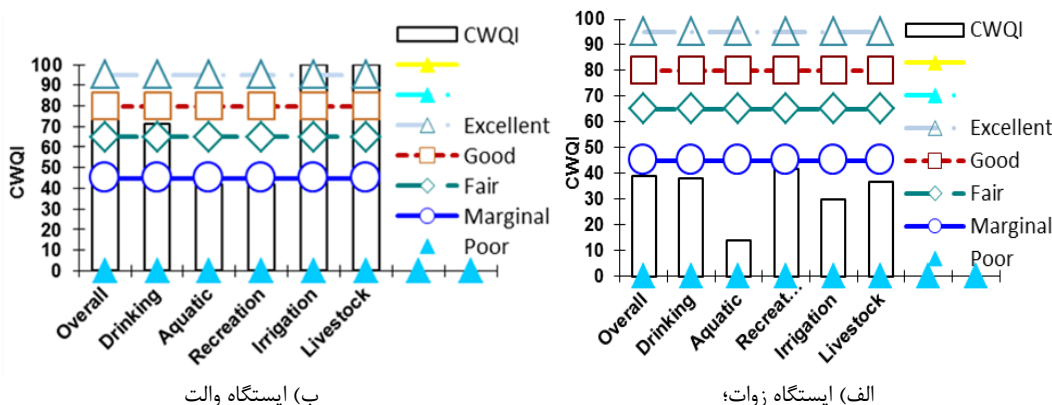 CWQI
100
90
80
70
60
50
40
30
20
10
0
CWQI
Overall
Drinking
Aquatic
Recreation
Irrigation
Livestock
Excellent
Good
Fair
Marginal
Poor
ب) ایستگاه والت
CWQI
100
90
80
70
60
50
40
30
20
10
0
CWQI
Overall
Drinking
Aquatic
Recreat...
Irrigation
Livestock
Excellent
Good
Fair
Marginal
Poor
الف) ایستگاه زوات؛